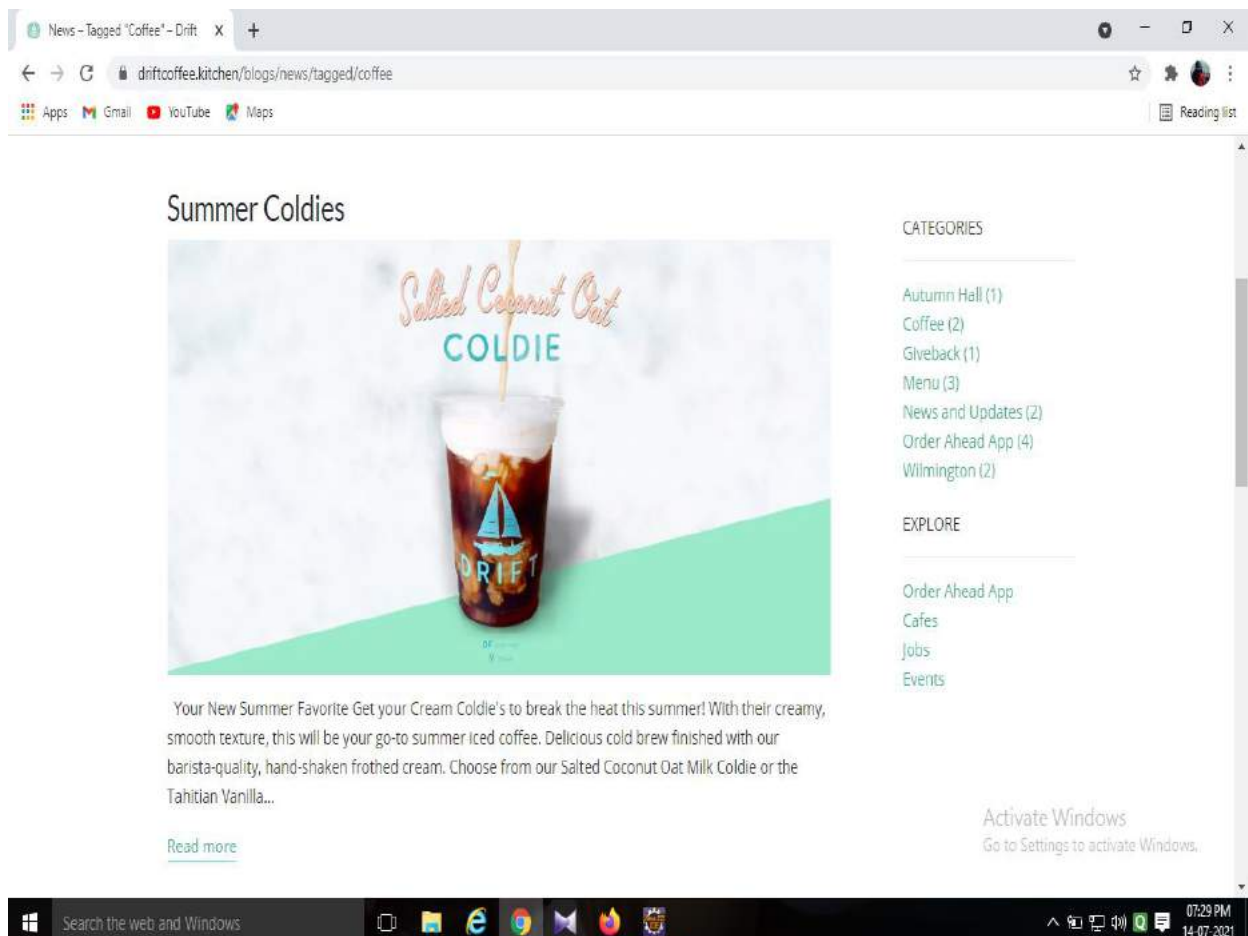 News – Tagged "Coffee" – Drift
driftcoffee.kitchen/blogs/news/tagged/coffee
Apps Gmail YouTube Maps Reading list
Summer Coldies
Salted Coconut Oat
COLDIE
DRIFT
Your New Summer Favorite Get your Cream Coldie's to break the heat this summer! With their creamy,
smooth texture, this will be your go-to summer iced coffee. Delicious cold brew finished with our
barista-quality, hand-shaken frothed cream. Choose from our Salted Coconut Oat Milk Coldie or the
Tahitian Vanilla...
Read more
CATEGORIES
Autumn Hall (1)
Coffee (2)
Giveback (1)
Menu (3)
News and Updates (2)
Order Ahead App (4)
Wilmington (2)
EXPLORE
Order Ahead App
Cafes
Jobs
Events
Activate Windows
Go to Settings to activate Windows.
Search the web and Windows
07:29 PM
14-07-2021